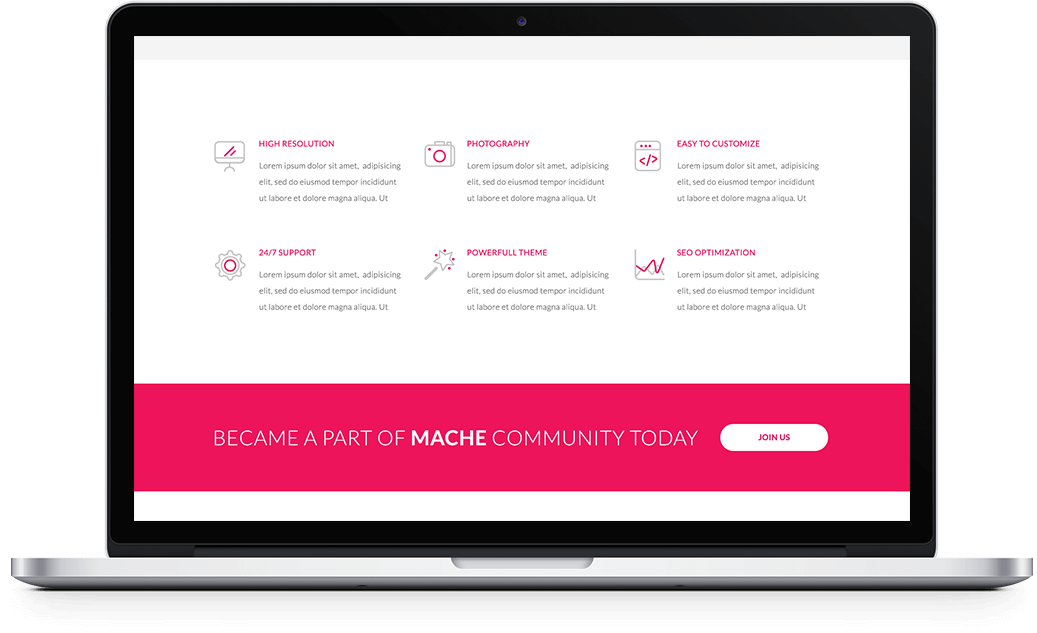 HIGH RESOLUTION
Lorem ipsum dolor sit amet, adipisicing
elit, sed do eiusmod tempor incididunt
ut labore et dolore magna aliqua. Ut
PHOTOGRAPHY
Lorem ipsum dolor sit amet, adipisicing
elit, sed do eiusmod tempor incididunt
ut labore et dolore magna aliqua. Ut
EASY TO CUSTOMIZE
Lorem ipsum dolor sit amet, adipisicing
elit, sed do eiusmod tempor incididunt
ut labore et dolore magna aliqua. Ut
24/7 SUPPORT
Lorem ipsum dolor sit amet, adipisicing
elit, sed do eiusmod tempor incididunt
ut labore et dolore magna aliqua. Ut
POWERFULL THEME
Lorem ipsum dolor sit amet, adipisicing
elit, sed do eiusmod tempor incididunt
ut labore et dolore magna aliqua. Ut
SEO OPTIMIZATION
Lorem ipsum dolor sit amet, adipisicing
elit, sed do eiusmod tempor incididunt
ut labore et dolore magna aliqua. Ut
BECAME A PART OF MACHE COMMUNITY TODAY
JOIN US